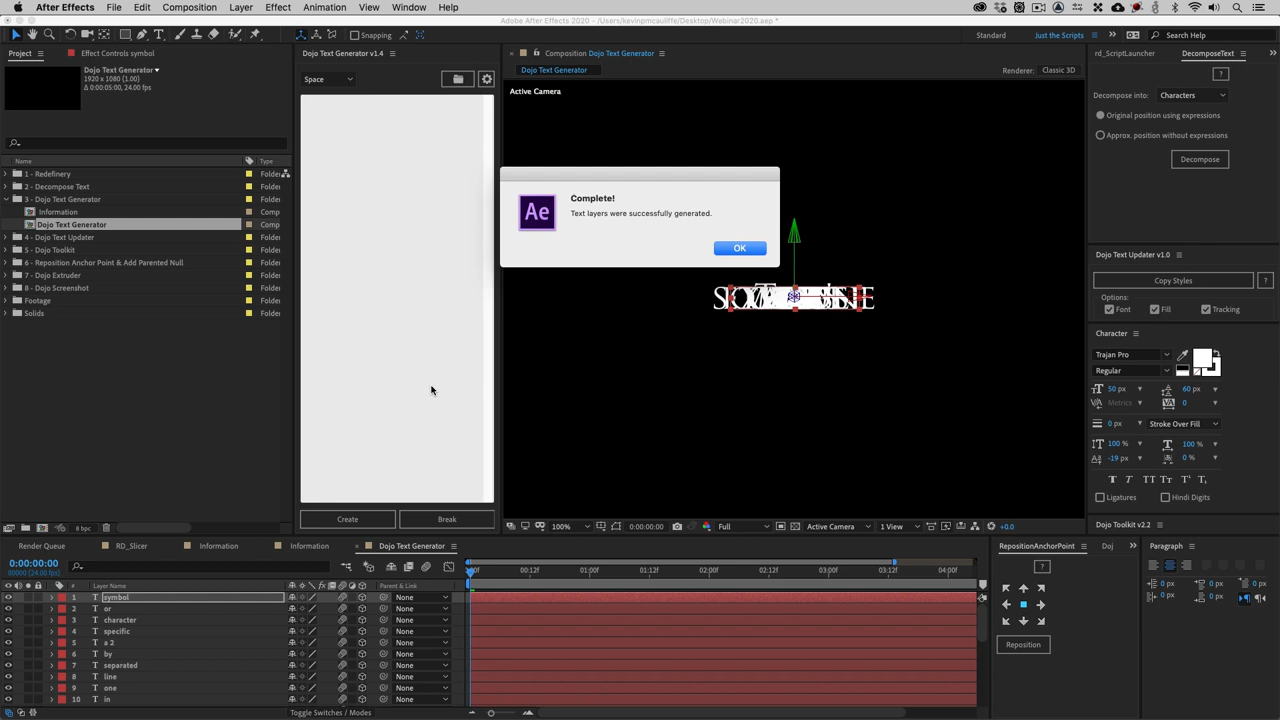 After Effects File Edit Composition Layer Effect Animation View Window Help
Adobe After Effects 2020 - /Users/kevinpmcauliffe/Desktop/Webinar2020.aep *
Snapping
Standard Just the Scripts Search Help
Project Effect Controls symbol
Dojo Text Generator
1920 x 1080 (1.00)
Δ 0:00:05:00, 24.00 fps
Name Type
1 - Redefinery Folder
2 - Decompose Text Folder
3 - Dojo Text Generator Folder
Information Comp
Dojo Text Generator Comp
4 - Dojo Text Updater Folder
5 - Dojo Toolkit Folder
6 - Reposition Anchor Point & Add Parented Null Folder
7 - Dojo Extruder Folder
8 - Dojo Screenshot Folder
Footage Folder
Solids Folder
8 bpc
Dojo Text Generator v1.4
Space
Create Break
Composition Dojo Text Generator
Dojo Text Generator
Renderer: Classic 3D
Active Camera
Complete!
Text layers were successfully generated.
Ae
OK
100% 0:00:00:00 Full Active Camera 1 View +0.0
rd_ScriptLauncher DecomposeText
?
Decompose into: Characters
Original position using expressions
Approx. position without expressions
Decompose
Dojo Text Updater v1.0
Copy Styles ?
Options:
Font Fill Tracking
Character
Trajan Pro
Regular
50 px 60 px
Metrics 0
0 px Stroke Over Fill
100 % 100 %
-19 px 0 %
Ligatures Hindi Digits
Dojo Toolkit v2.2
Render Queue RD_Slicer Information Information Dojo Text Generator
0:00:00:00
00000 (24.00 fps)
# Layer Name Parent & Link
00:12f 01:00f 01:12f 02:00f 02:12f 03:00f 03:12f 04:00f
1 T symbol None
2 T or None
3 T character None
4 T specific None
5 T a 2 None
6 T by None
7 T separated None
8 T line None
9 T one None
10 T in None
Toggle Switches / Modes
RepositionAnchorPoint Doj
?
Reposition
Paragraph
0 px 0 px 0 px
0 px 0 px